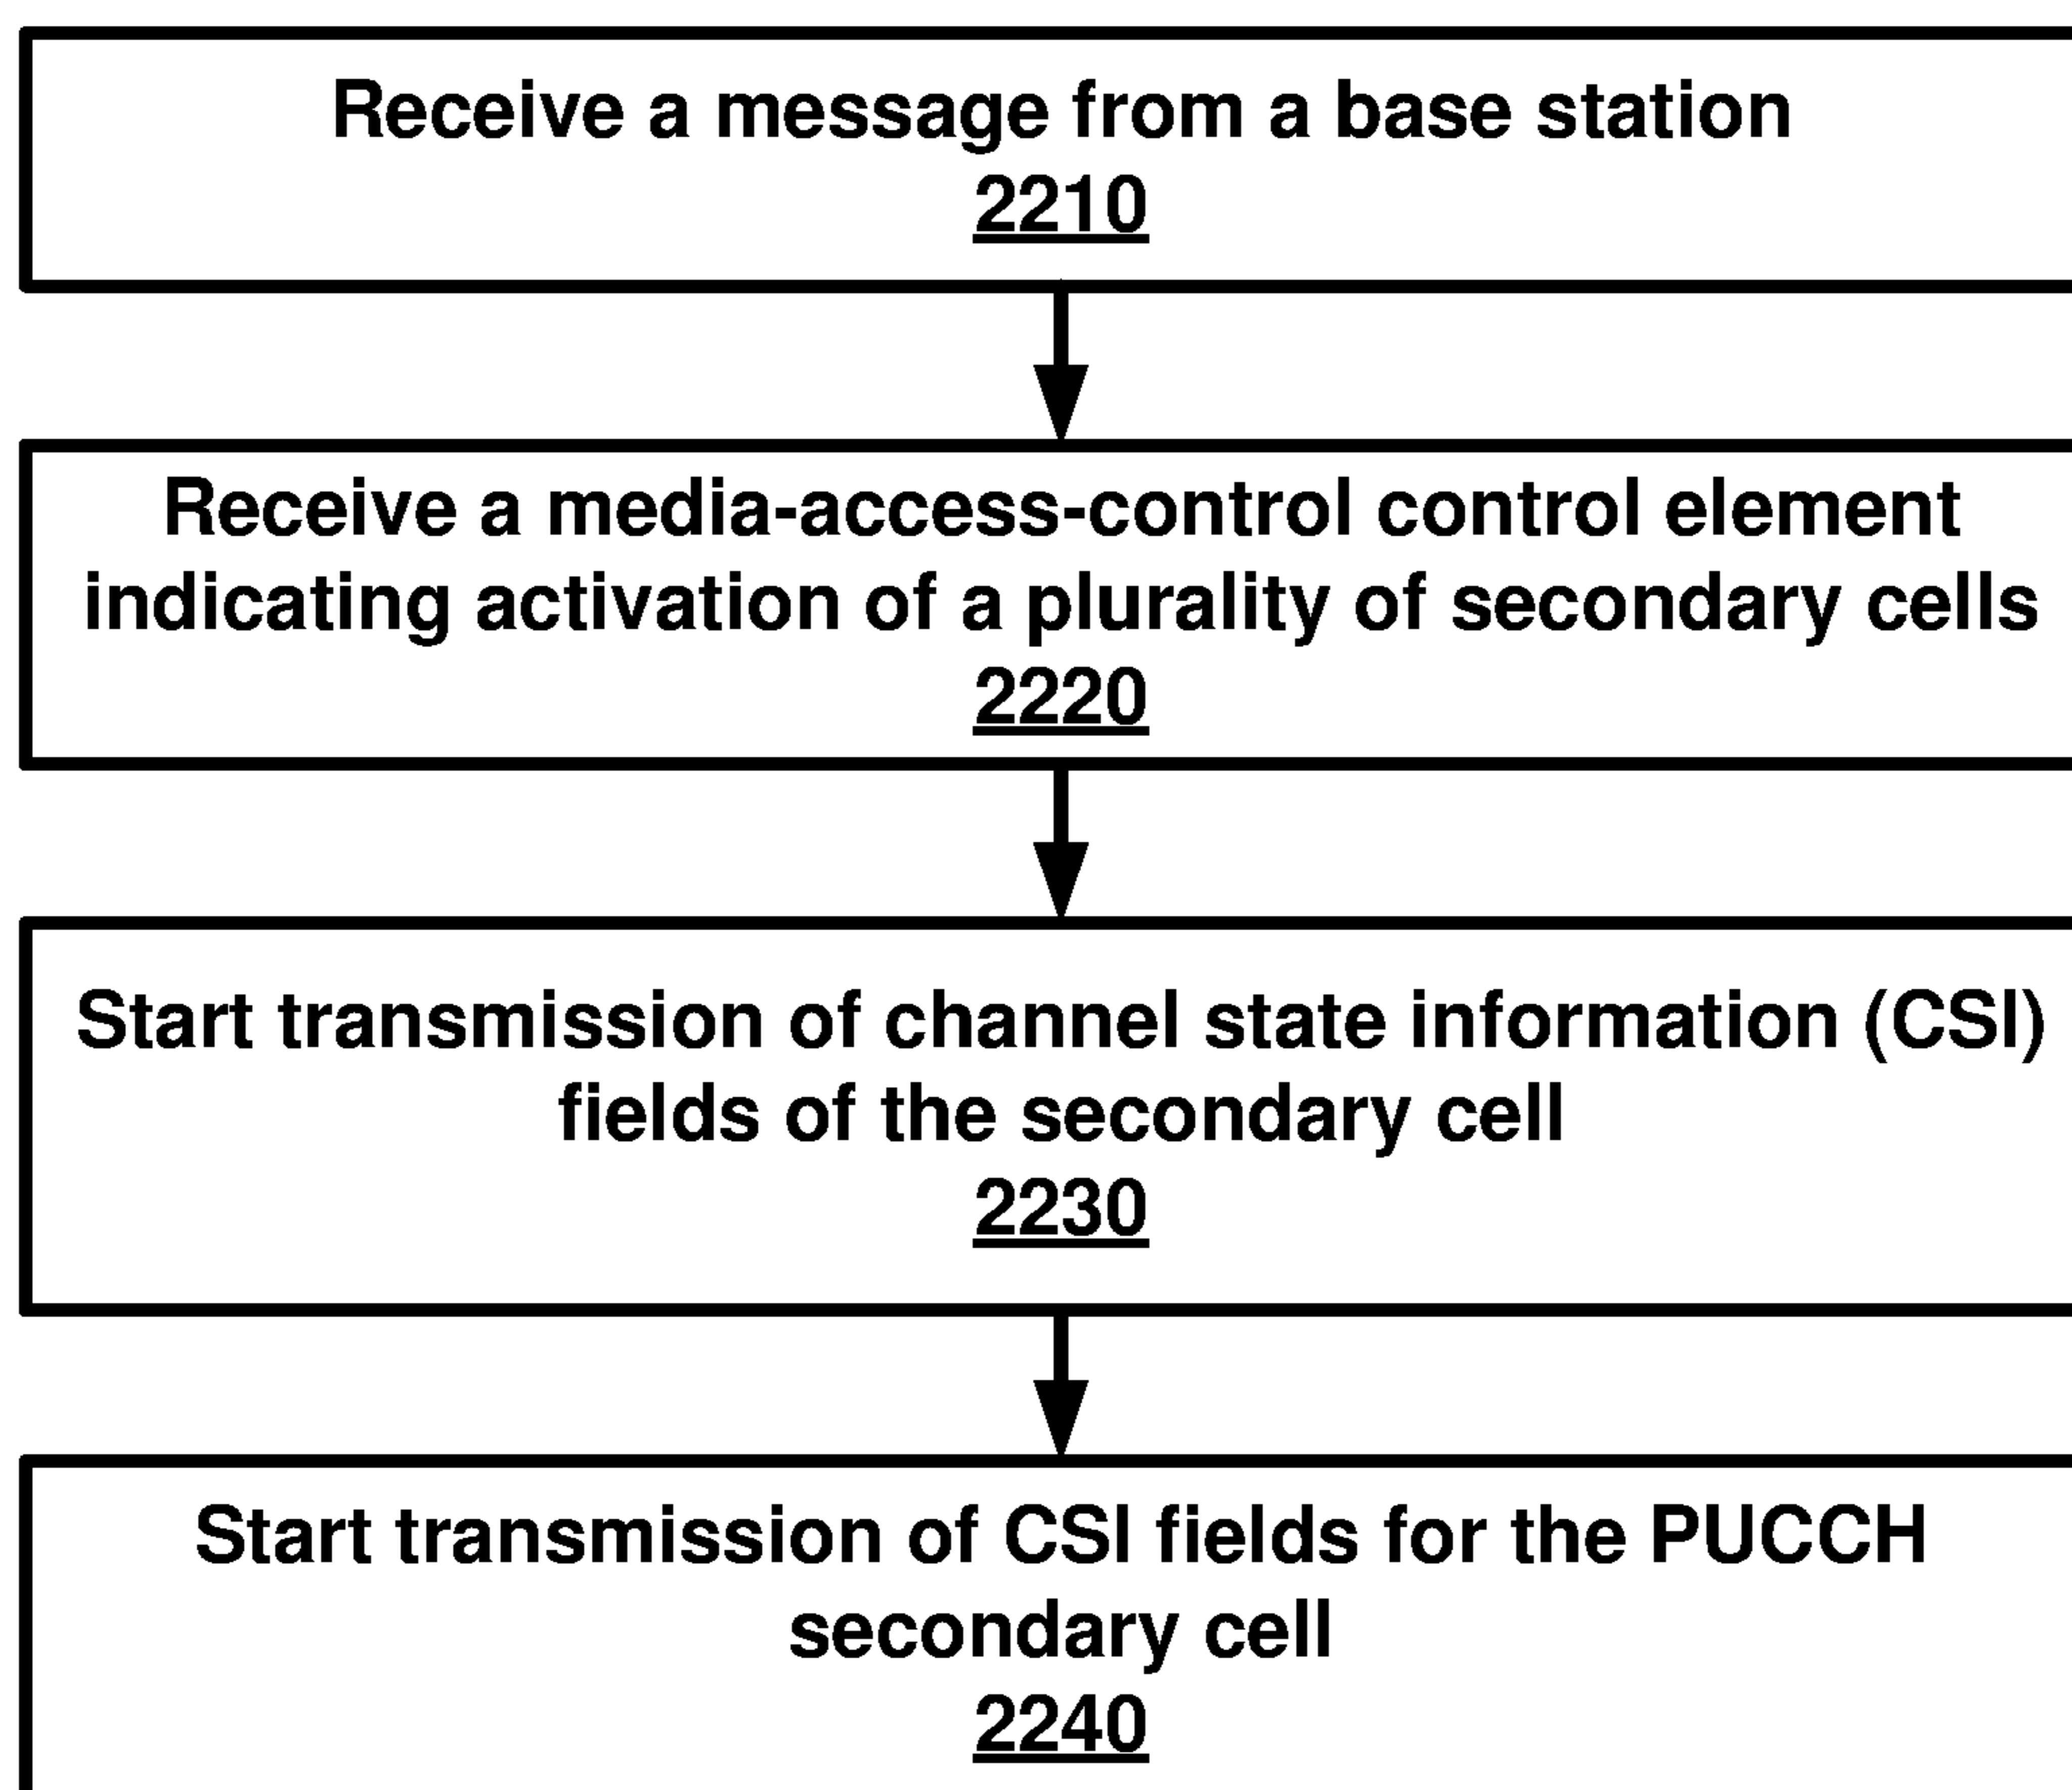 Receive a message from a base station
2210
Receive a media-access-control control element
indicating activation of a plurality of secondary cells
2220
Start transmission of channel state information (CSI)
fields of the secondary cell
2230
Start transmission of CSI fields for the PUCCH
secondary cell
2240